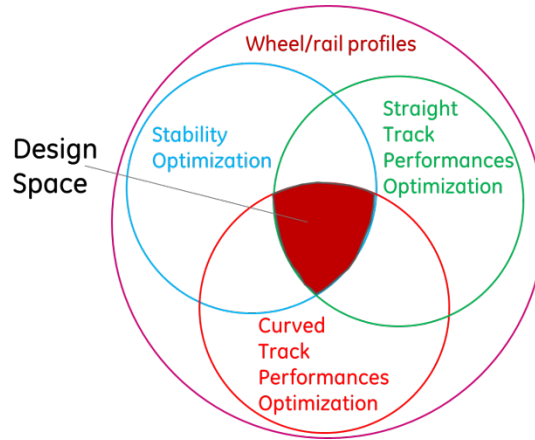 Wheel/rail profiles
Stability
Optimization
Straight
Track
Performances
Optimization
Design
Space
Curved
Track
Performances
Optimization